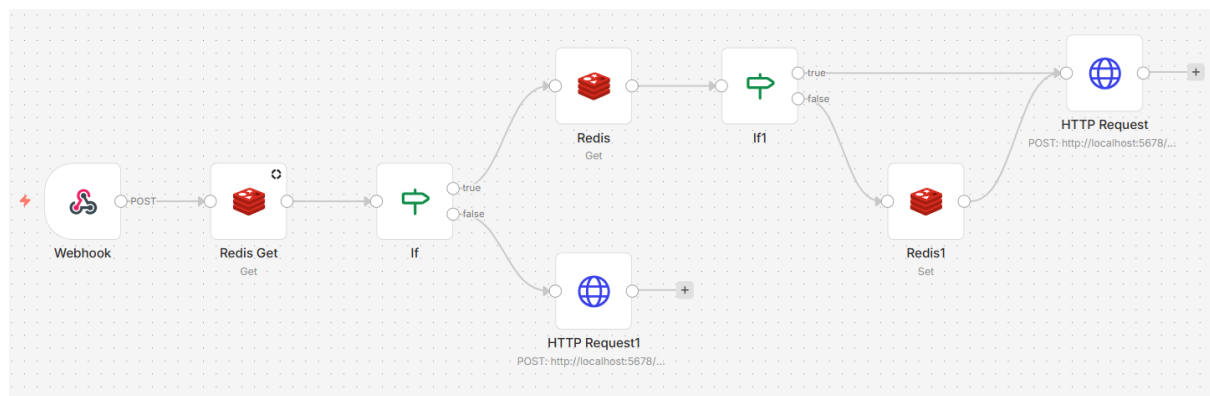 true
false
Redis
Get
If1
HTTP Request
POST: http://localhost:5678/...
POST
true
false
Webhook
Redis Get
Get
If
Redis1
Set
HTTP Request1
POST: http://localhost:5678/...